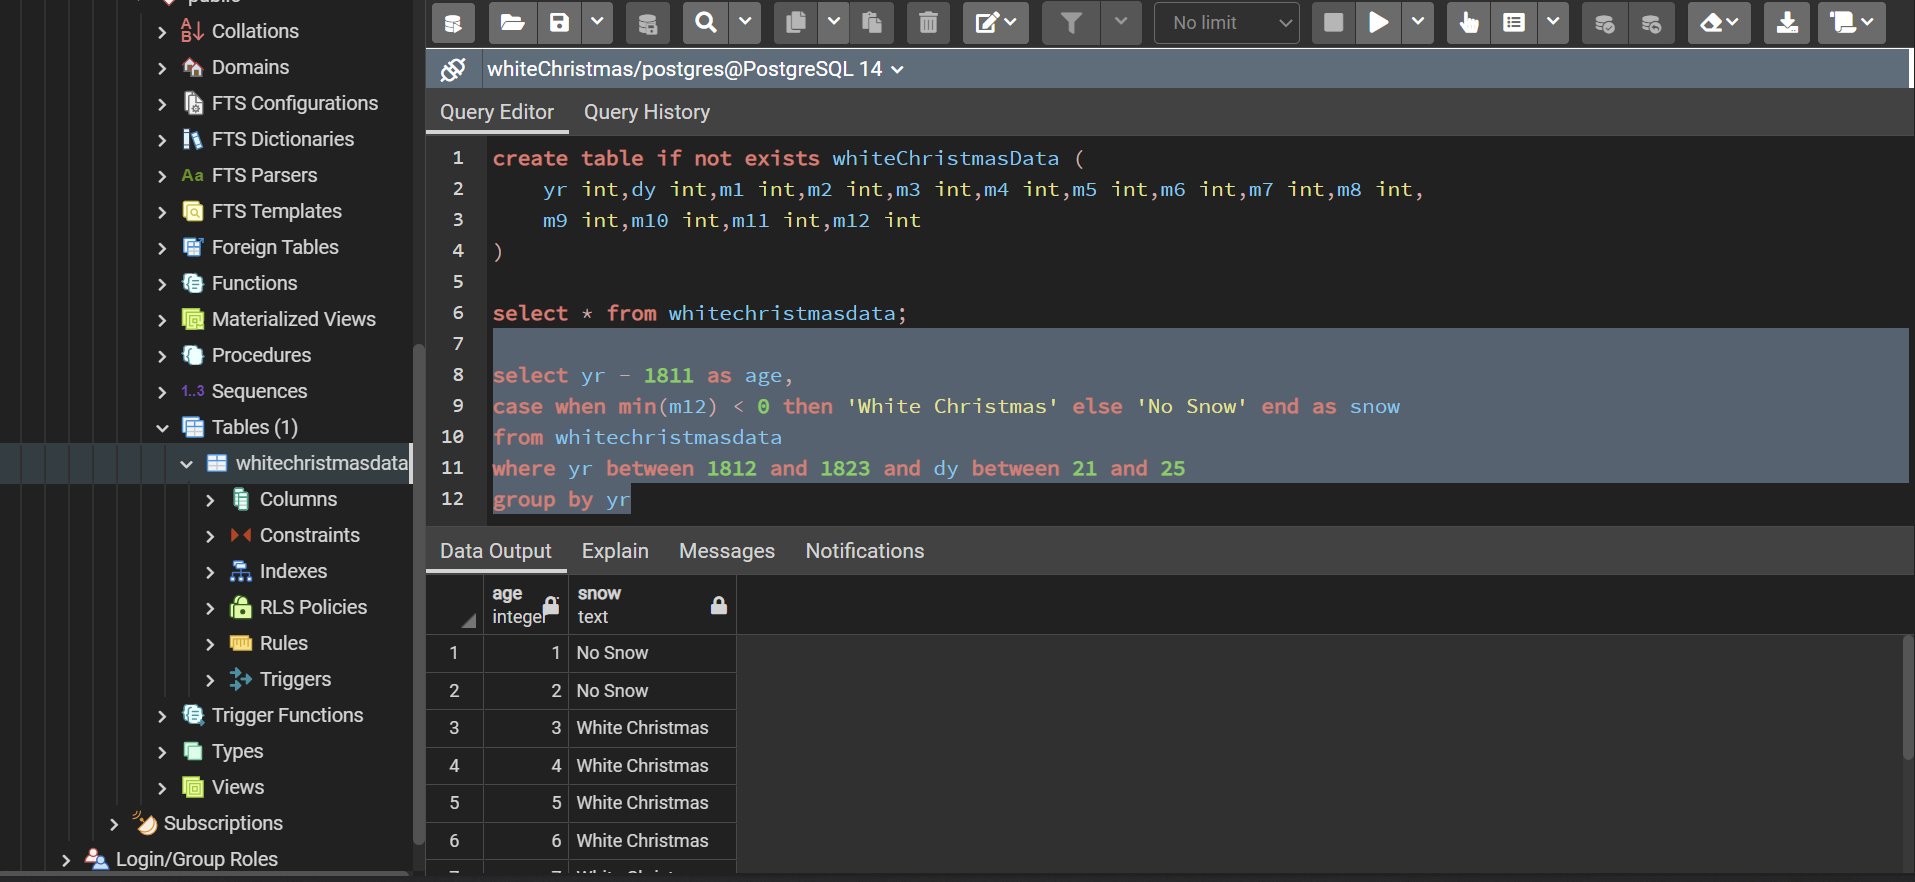 Collations
Domains
FTS Configurations
FTS Dictionaries
Aa FTS Parsers
FTS Templates
Foreign Tables
Functions
Materialized Views
Procedures
1..3 Sequences
Tables (1)
whitechristmasdata
Columns
Constraints
Indexes
RLS Policies
Rules
Triggers
Trigger Functions
Types
Views
Subscriptions
Login/Group Roles
No limit
whiteChristmas/postgres@PostgreSQL 14
Query Editor Query History
1 create table if not exists whiteChristmasData (
2 yr int,dy int,m1 int,m2 int,m3 int,m4 int,m5 int,m6 int,m7 int,m8 int,
3 m9 int,m10 int,m11 int,m12 int
4 )
5
6 select * from whitechristmasdata;
7
8 select yr - 1811 as age,
9 case when min(m12) < 0 then 'White Christmas' else 'No Snow' end as snow
10 from whitechristmasdata
11 where yr between 1812 and 1823 and dy between 21 and 25
12 group by yr
Data Output Explain Messages Notifications
age snow
integer text
1 1 No Snow
2 2 No Snow
3 3 White Christmas
4 4 White Christmas
5 5 White Christmas
6 6 White Christmas